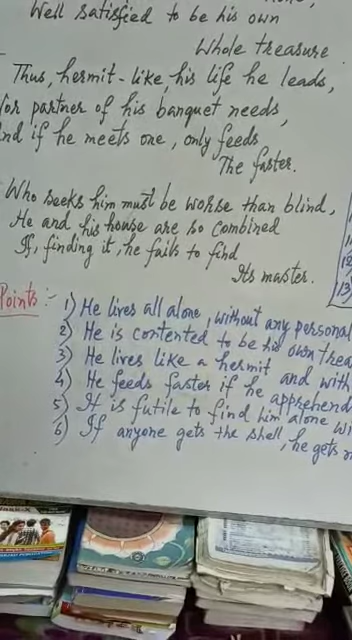 Well satisfied to be his own
Whole treasure.
Thus, hermit-like, his life he leads,
partner of his banquet needs,
if he meets one, only feeds
The faster.
Who seeks him must be worse than blind,
He and his house are so combined
If, finding it, he fails to find
Its master.
Points :-
1) He lives all alone, without any personal
2) He is contented to be his own
3) He lives like a hermit
4) He feeds faster if he and with
5) It is futile to find him alone
6) If anyone gets the shell, he gets